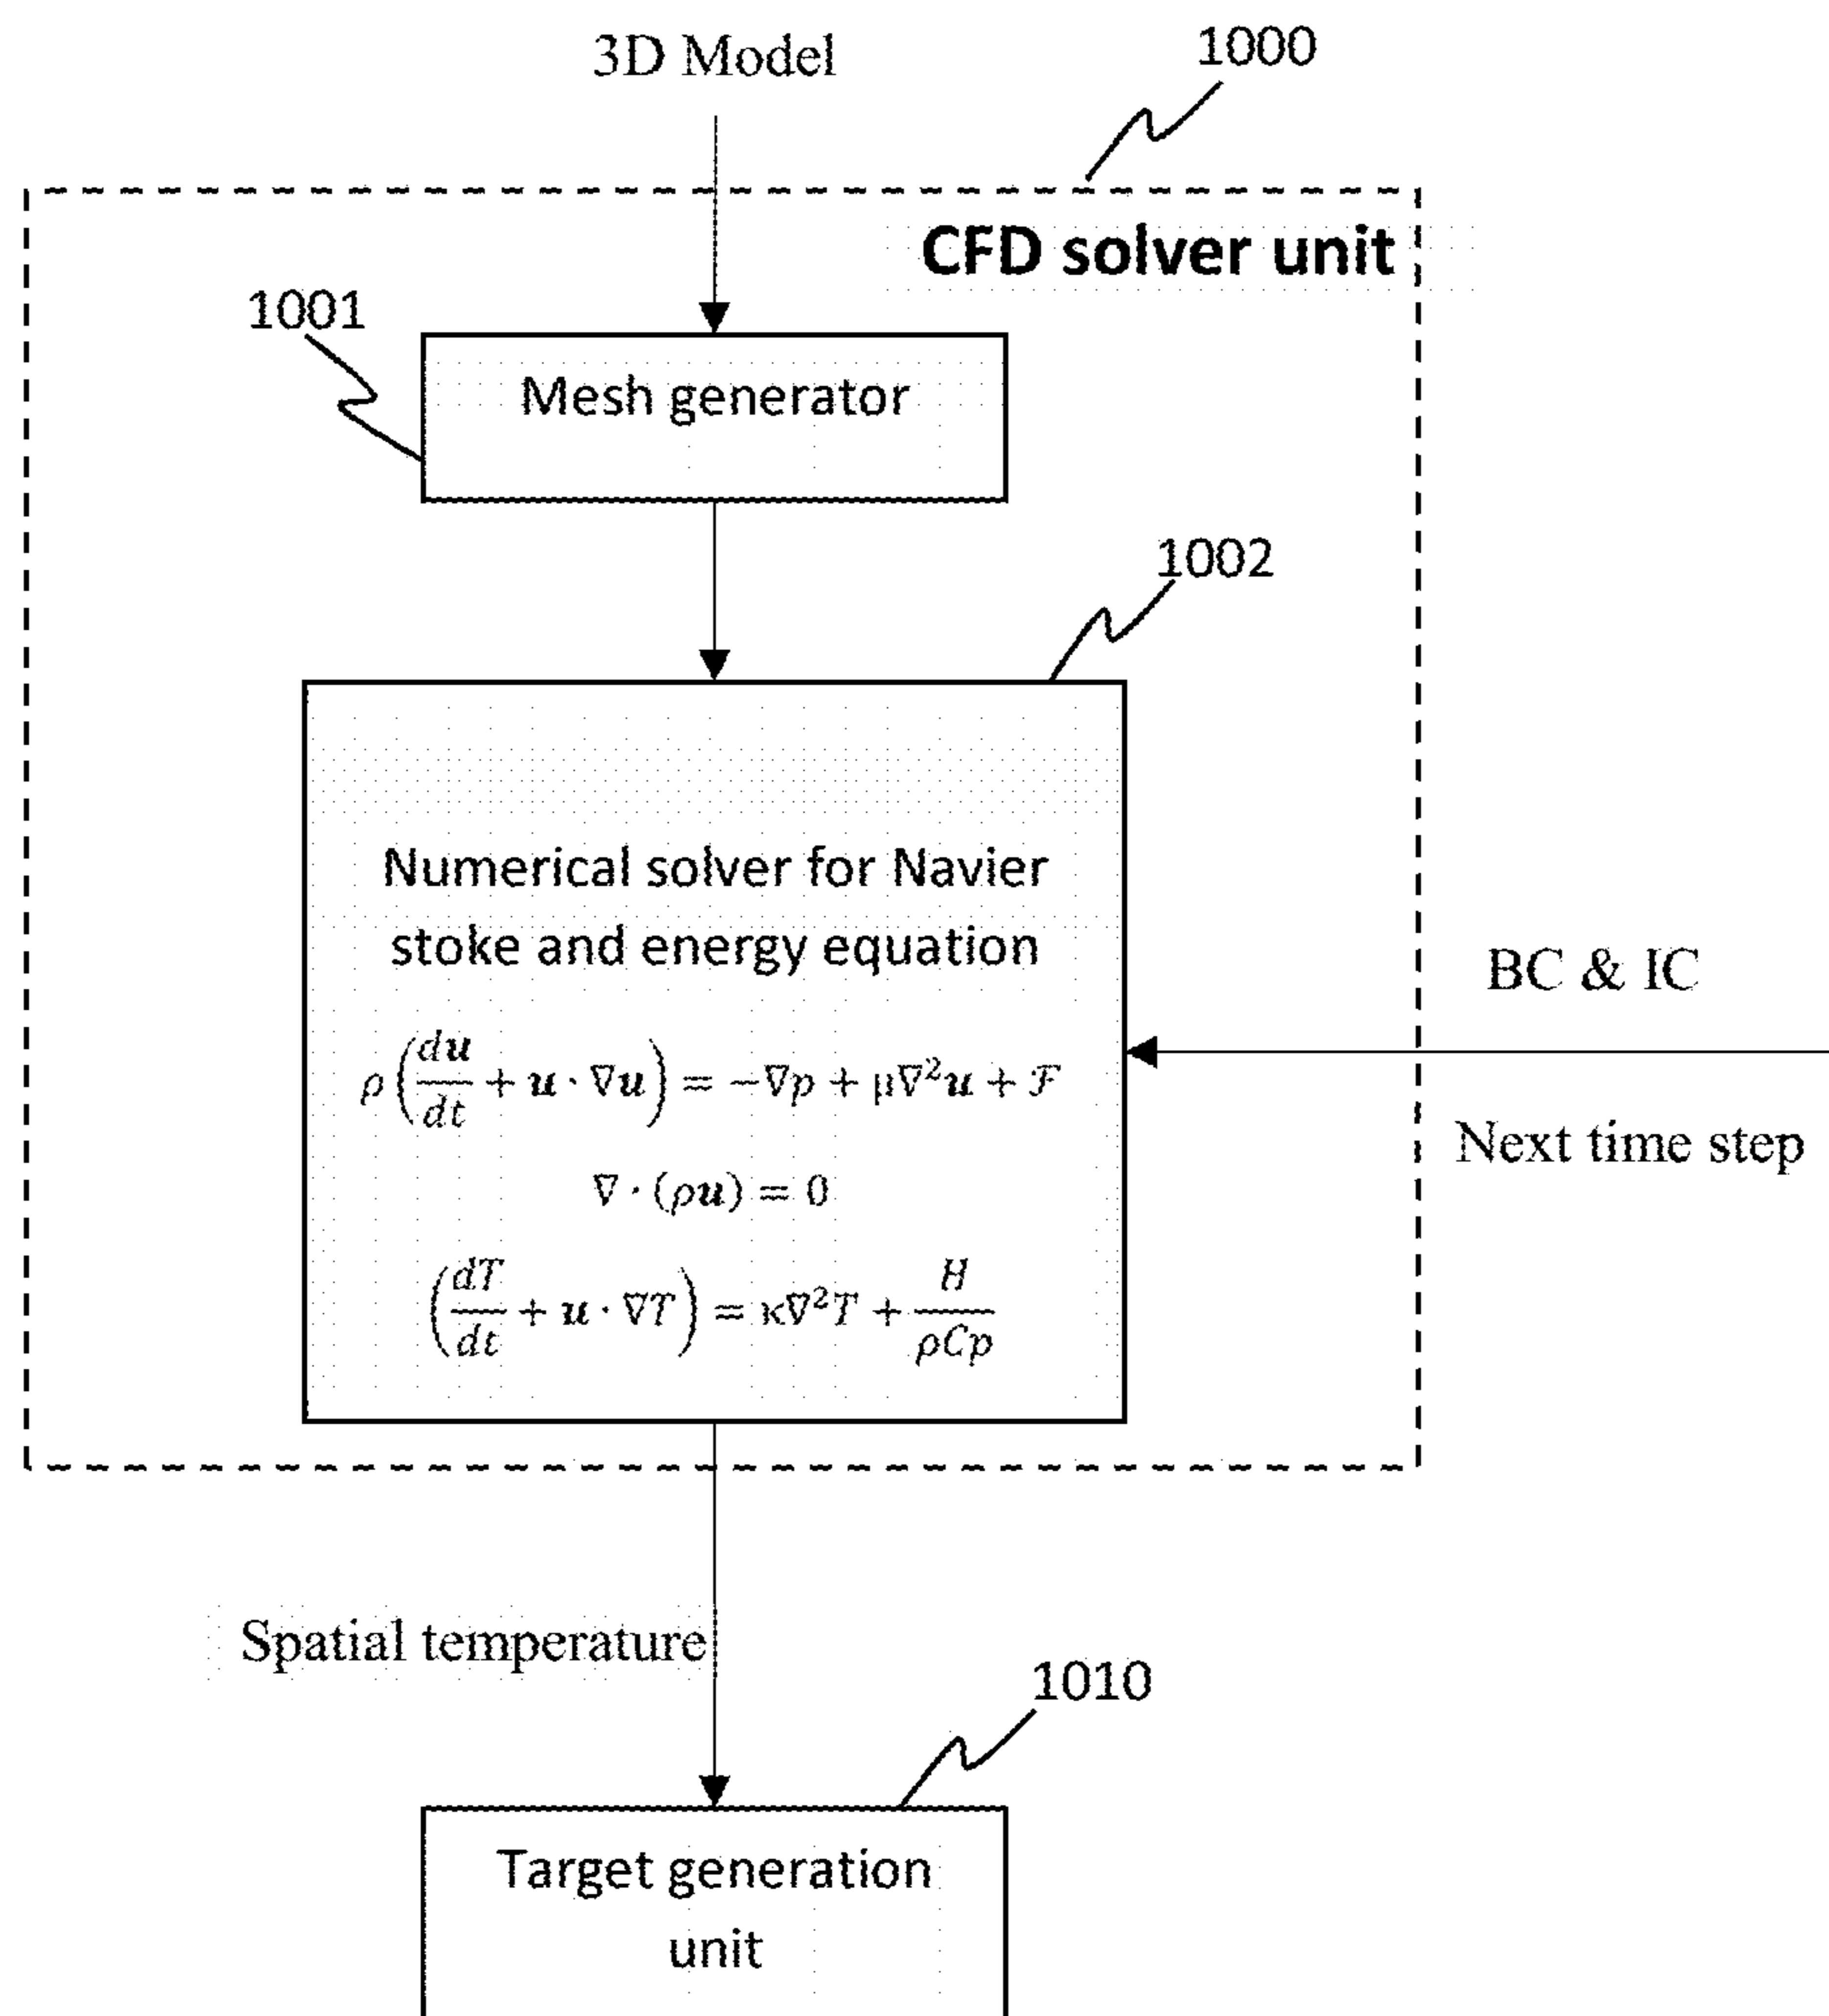 3D Model
1000
CFD solver unit
1001
Mesh generator
1002
Numerical solver for Navier
stoke and energy equation
ρ(d𝒖/dt + 𝒖 · ∇𝒖) = −∇p + μ∇²𝒖 + ℱ
∇ · (ρ𝒖) = 0
(dT/dt + 𝒖 · ∇T) = κ∇²T + H/ρCp
BC & IC
Next time step
Spatial temperature
1010
Target generation
unit